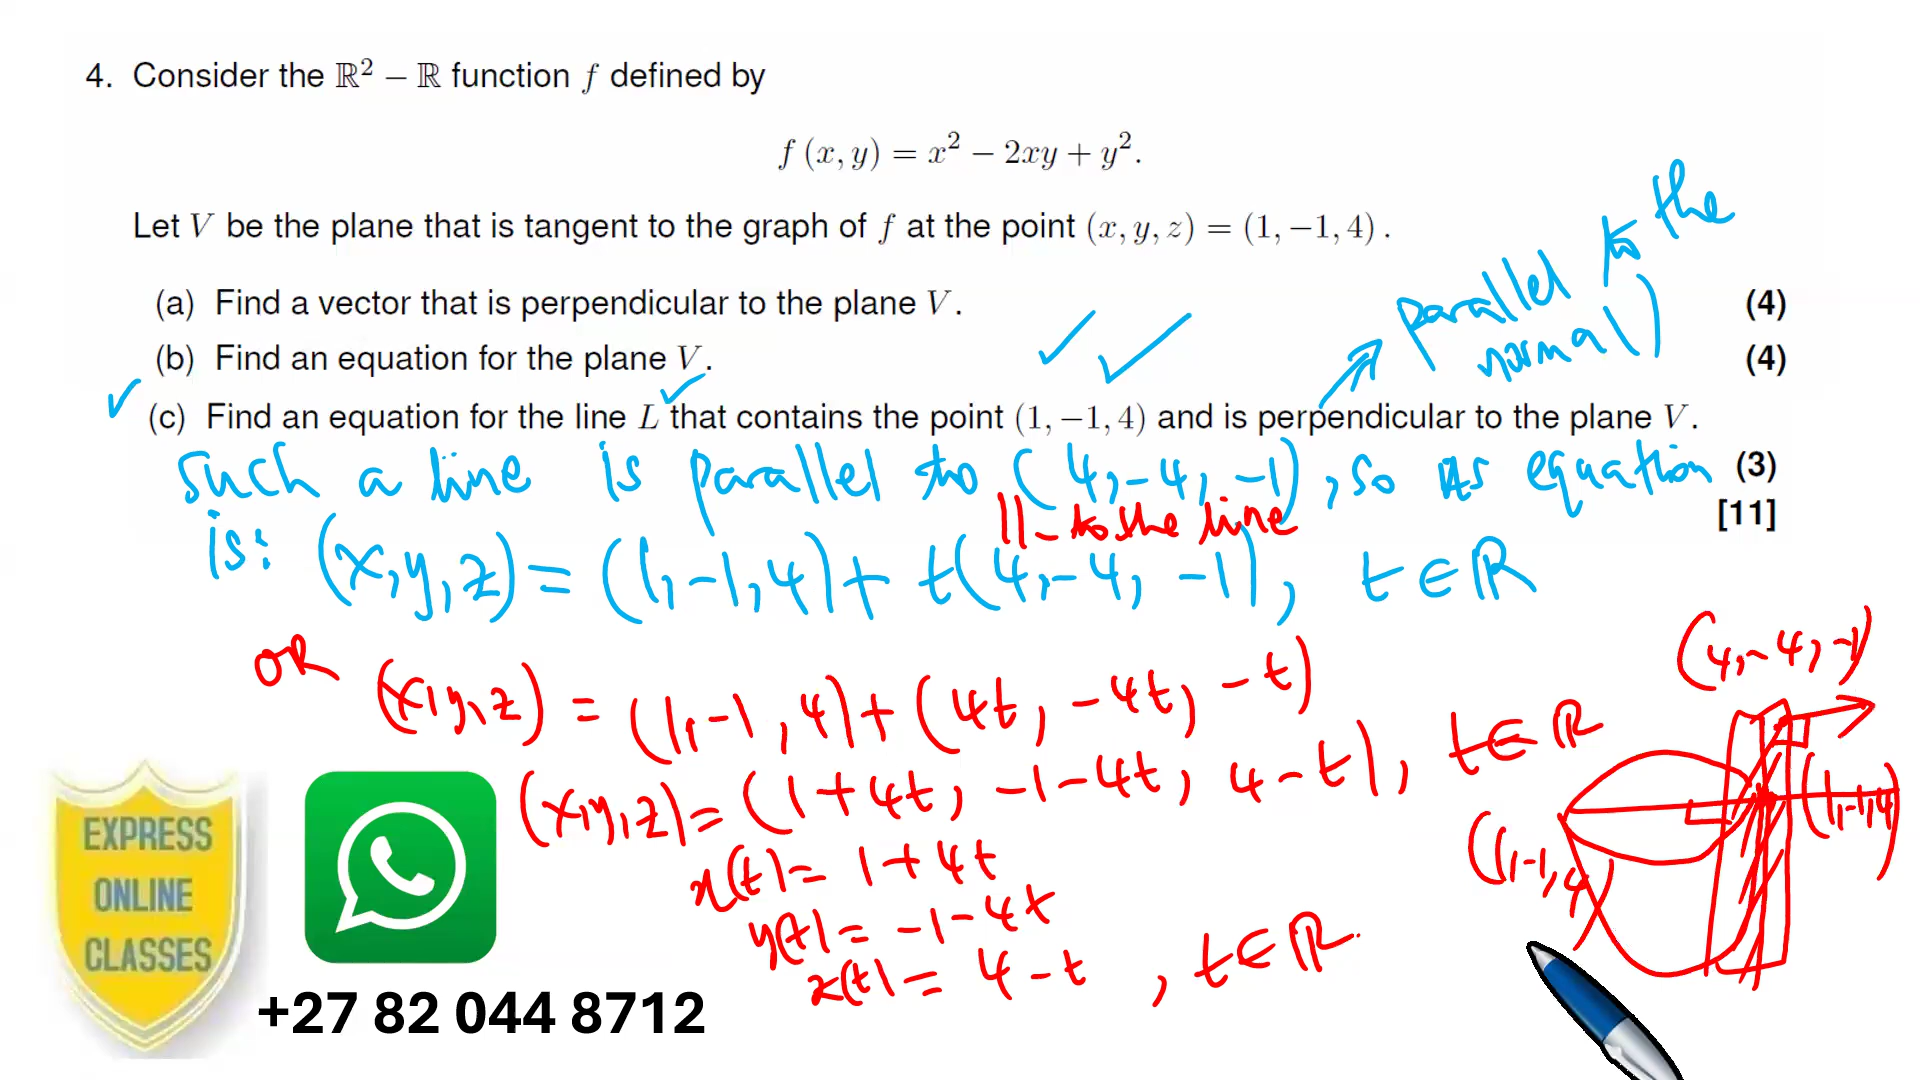 4. Consider the ℝ² − ℝ function f defined by
f (x, y) = x² − 2xy + y².
Let V be the plane that is tangent to the graph of f at the point (x, y, z) = (1, −1, 4) .
(a) Find a vector that is perpendicular to the plane V. (4)
(b) Find an equation for the plane V. (4)
parallel to the
normal)
(c) Find an equation for the line L that contains the point (1, −1, 4) and is perpendicular to the plane V.
(3)
[11]
such a line is parallel to (4, -4, -1), so its equation
11- to the line
is: (x, y, z) = (1, -1, 4) + t(4, -4, -1), t ∈ ℝ
OR (x, y, z) = (1, -1, 4) + (4t, -4t, -t)
(x, y, z) = (1+4t, -1-4t, 4-t), t ∈ ℝ
x(t) = 1+4t
y(t) = -1-4t
z(t) = 4-t , t ∈ ℝ.
(4, -4, -1)
(1, -1, 4)
(1, -1, 4)
EXPRESS
ONLINE
CLASSES
+27 82 044 8712